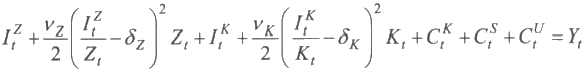 $I_t^Z + \frac{\nu_Z}{2}\left(\frac{I_t^Z}{Z_t} - \delta_Z\right)^2 Z_t + I_t^K + \frac{\nu_K}{2}\left(\frac{I_t^K}{K_t} - \delta_K\right)^2 K_t + C_t^K + C_t^S + C_t^U = Y_t$